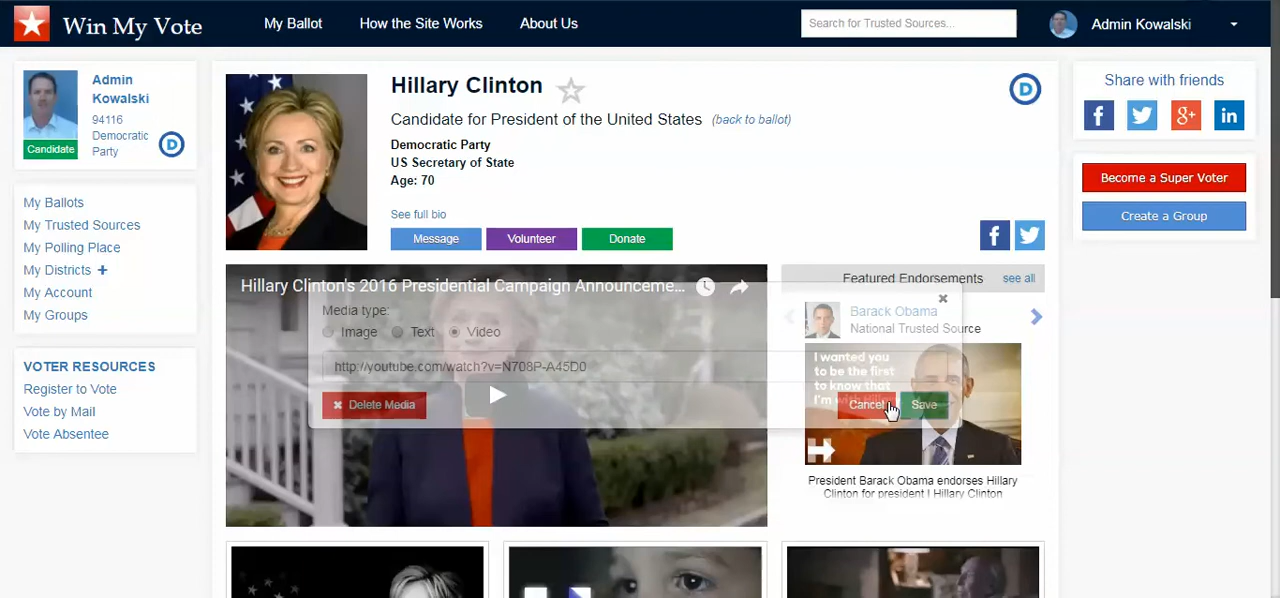 Win My Vote
My Ballot
How the Site Works
About Us
Search for Trusted Sources...
Admin Kowalski
Admin
Kowalski
94116
Democratic
Party
Candidate
D
My Ballots
My Trusted Sources
My Polling Place
My Districts +
My Account
My Groups
VOTER RESOURCES
Register to Vote
Vote by Mail
Vote Absentee
Hillary Clinton
D
Candidate for President of the United States (back to ballot)
Democratic Party
US Secretary of State
Age: 70
See full bio
Message
Volunteer
Donate
Hillary Clinton's 2016 Presidential Campaign Announceme...
Media type:
Image
Text
Video
http://youtube.com/watch?v=N708P-A45D0
Delete Media
Cancel
Save
Featured Endorsements
see all
Barack Obama
National Trusted Source
I wanted you
to be the first
to know that
I'm with
H
President Barack Obama endorses Hillary
Clinton for president | Hillary Clinton
Share with friends
f
g+
in
Become a Super Voter
Create a Group
f